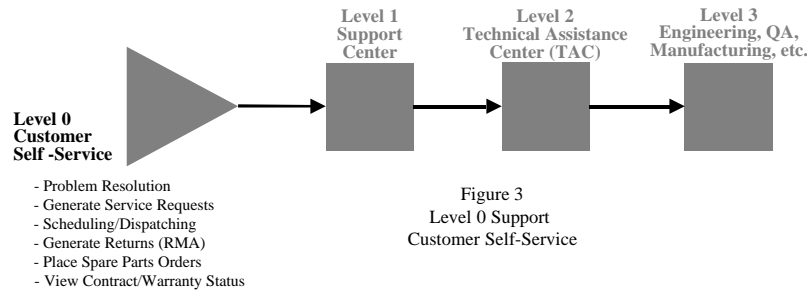 Level 1
Support
Center
Level 2
Technical Assistance
Center (TAC)
Level 3
Engineering, QA,
Manufacturing, etc.
Level 0
Customer
Self -Service
- Problem Resolution
- Generate Service Requests
- Scheduling/Dispatching
- Generate Returns (RMA)
- Place Spare Parts Orders
- View Contract/Warranty Status
Figure 3
Level 0 Support
Customer Self-Service